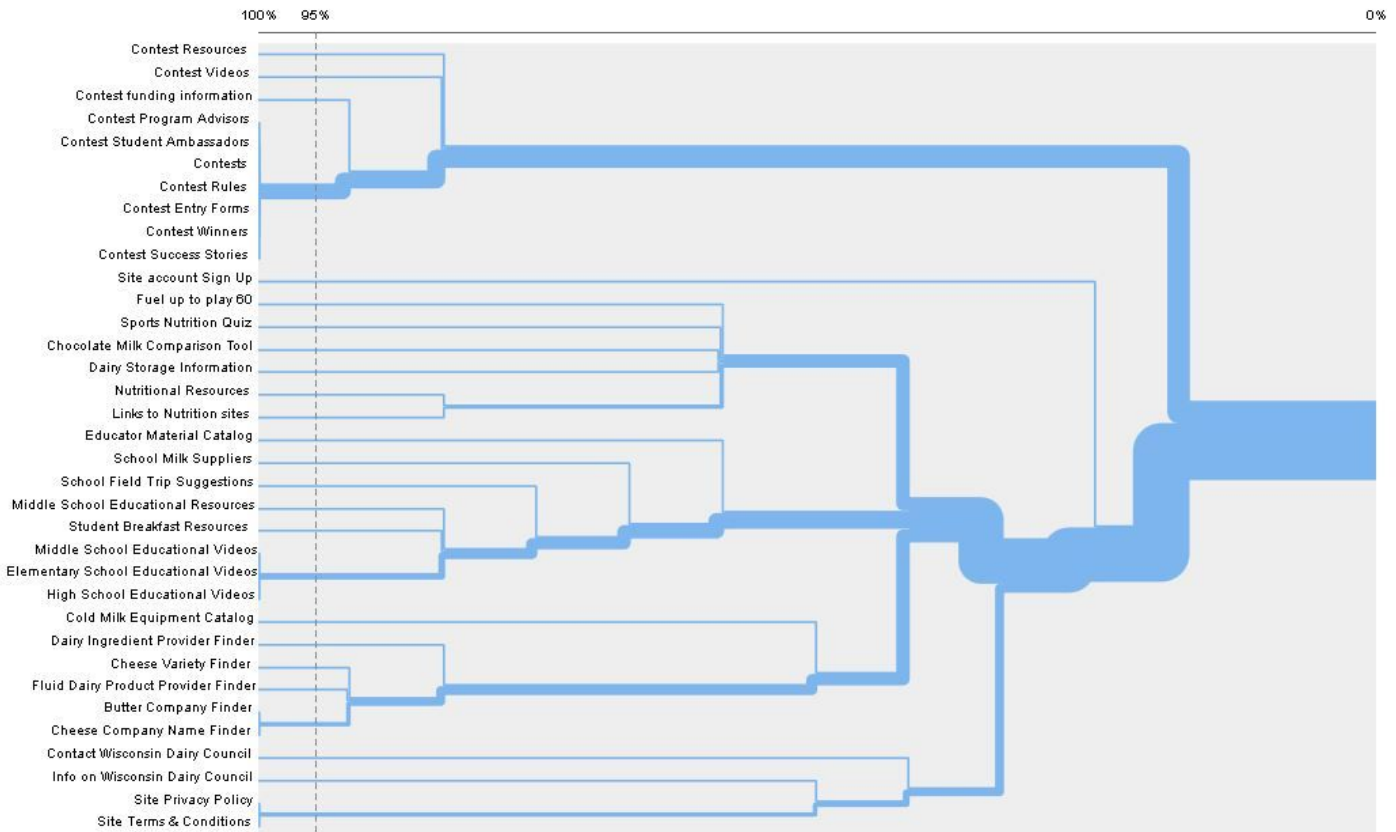 100% 95% 0%
Contest Resources
Contest Videos
Contest funding information
Contest Program Advisors
Contest Student Ambassadors
Contests
Contest Rules
Contest Entry Forms
Contest Winners
Contest Success Stories
Site account Sign Up
Fuel up to play 60
Sports Nutrition Quiz
Chocolate Milk Comparison Tool
Dairy Storage Information
Nutritional Resources
Links to Nutrition sites
Educator Material Catalog
School Milk Suppliers
School Field Trip Suggestions
Middle School Educational Resources
Student Breakfast Resources
Middle School Educational Videos
Elementary School Educational Videos
High School Educational Videos
Cold Milk Equipment Catalog
Dairy Ingredient Provider Finder
Cheese Variety Finder
Fluid Dairy Product Provider Finder
Butter Company Finder
Cheese Company Name Finder
Contact Wisconsin Dairy Council
Info on Wisconsin Dairy Council
Site Privacy Policy
Site Terms & Conditions